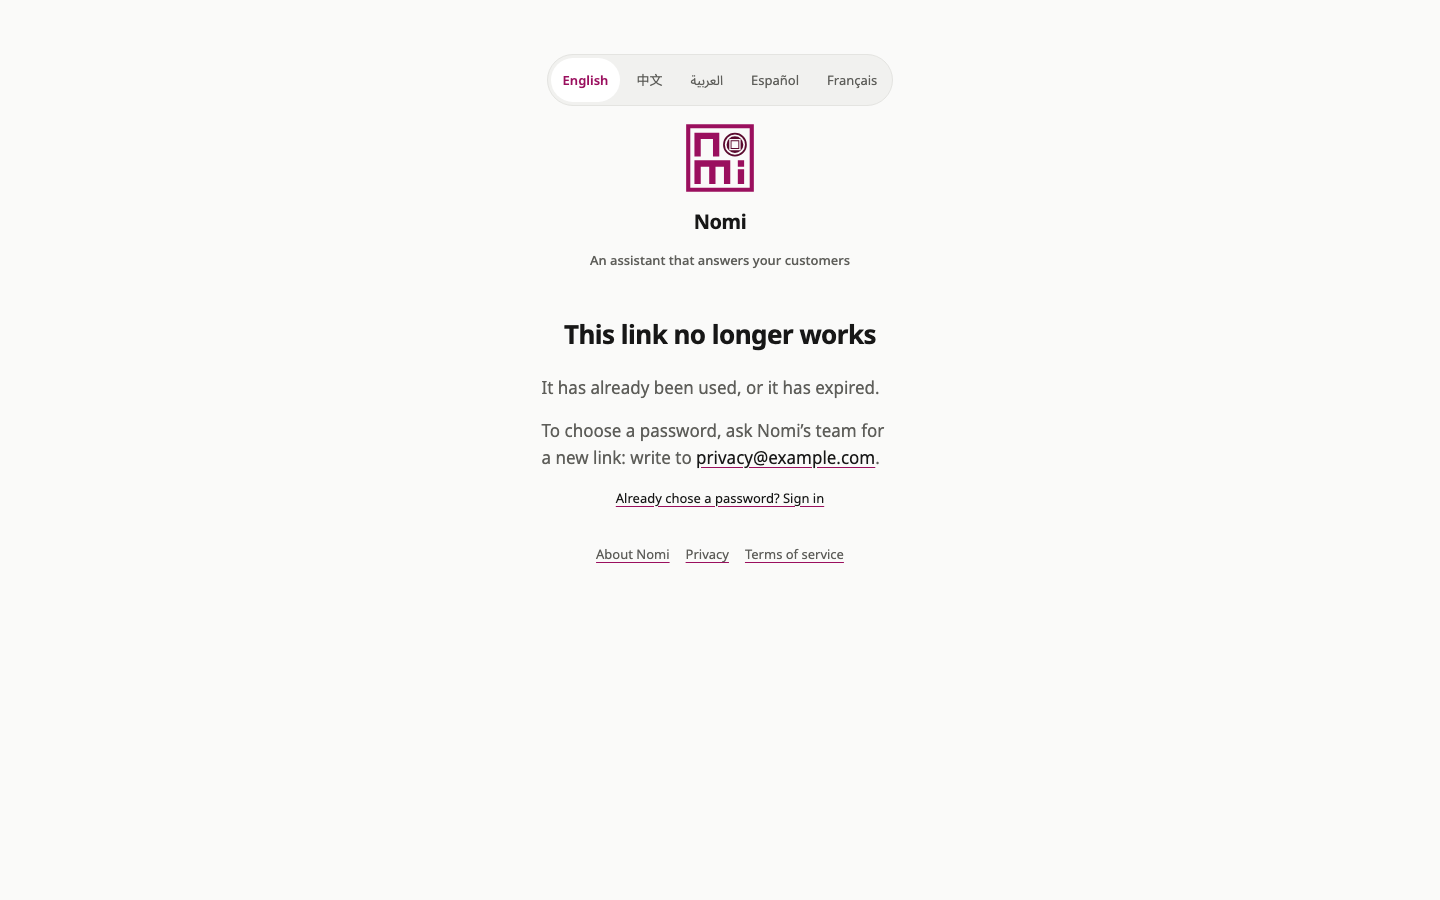 English
中文
العربية
Español
Français
nomi
Nomi
An assistant that answers your customers
This link no longer works
It has already been used, or it has expired.
To choose a password, ask Nomi’s team for
a new link: write to privacy@example.com.
Already chose a password? Sign in
About Nomi
Privacy
Terms of service